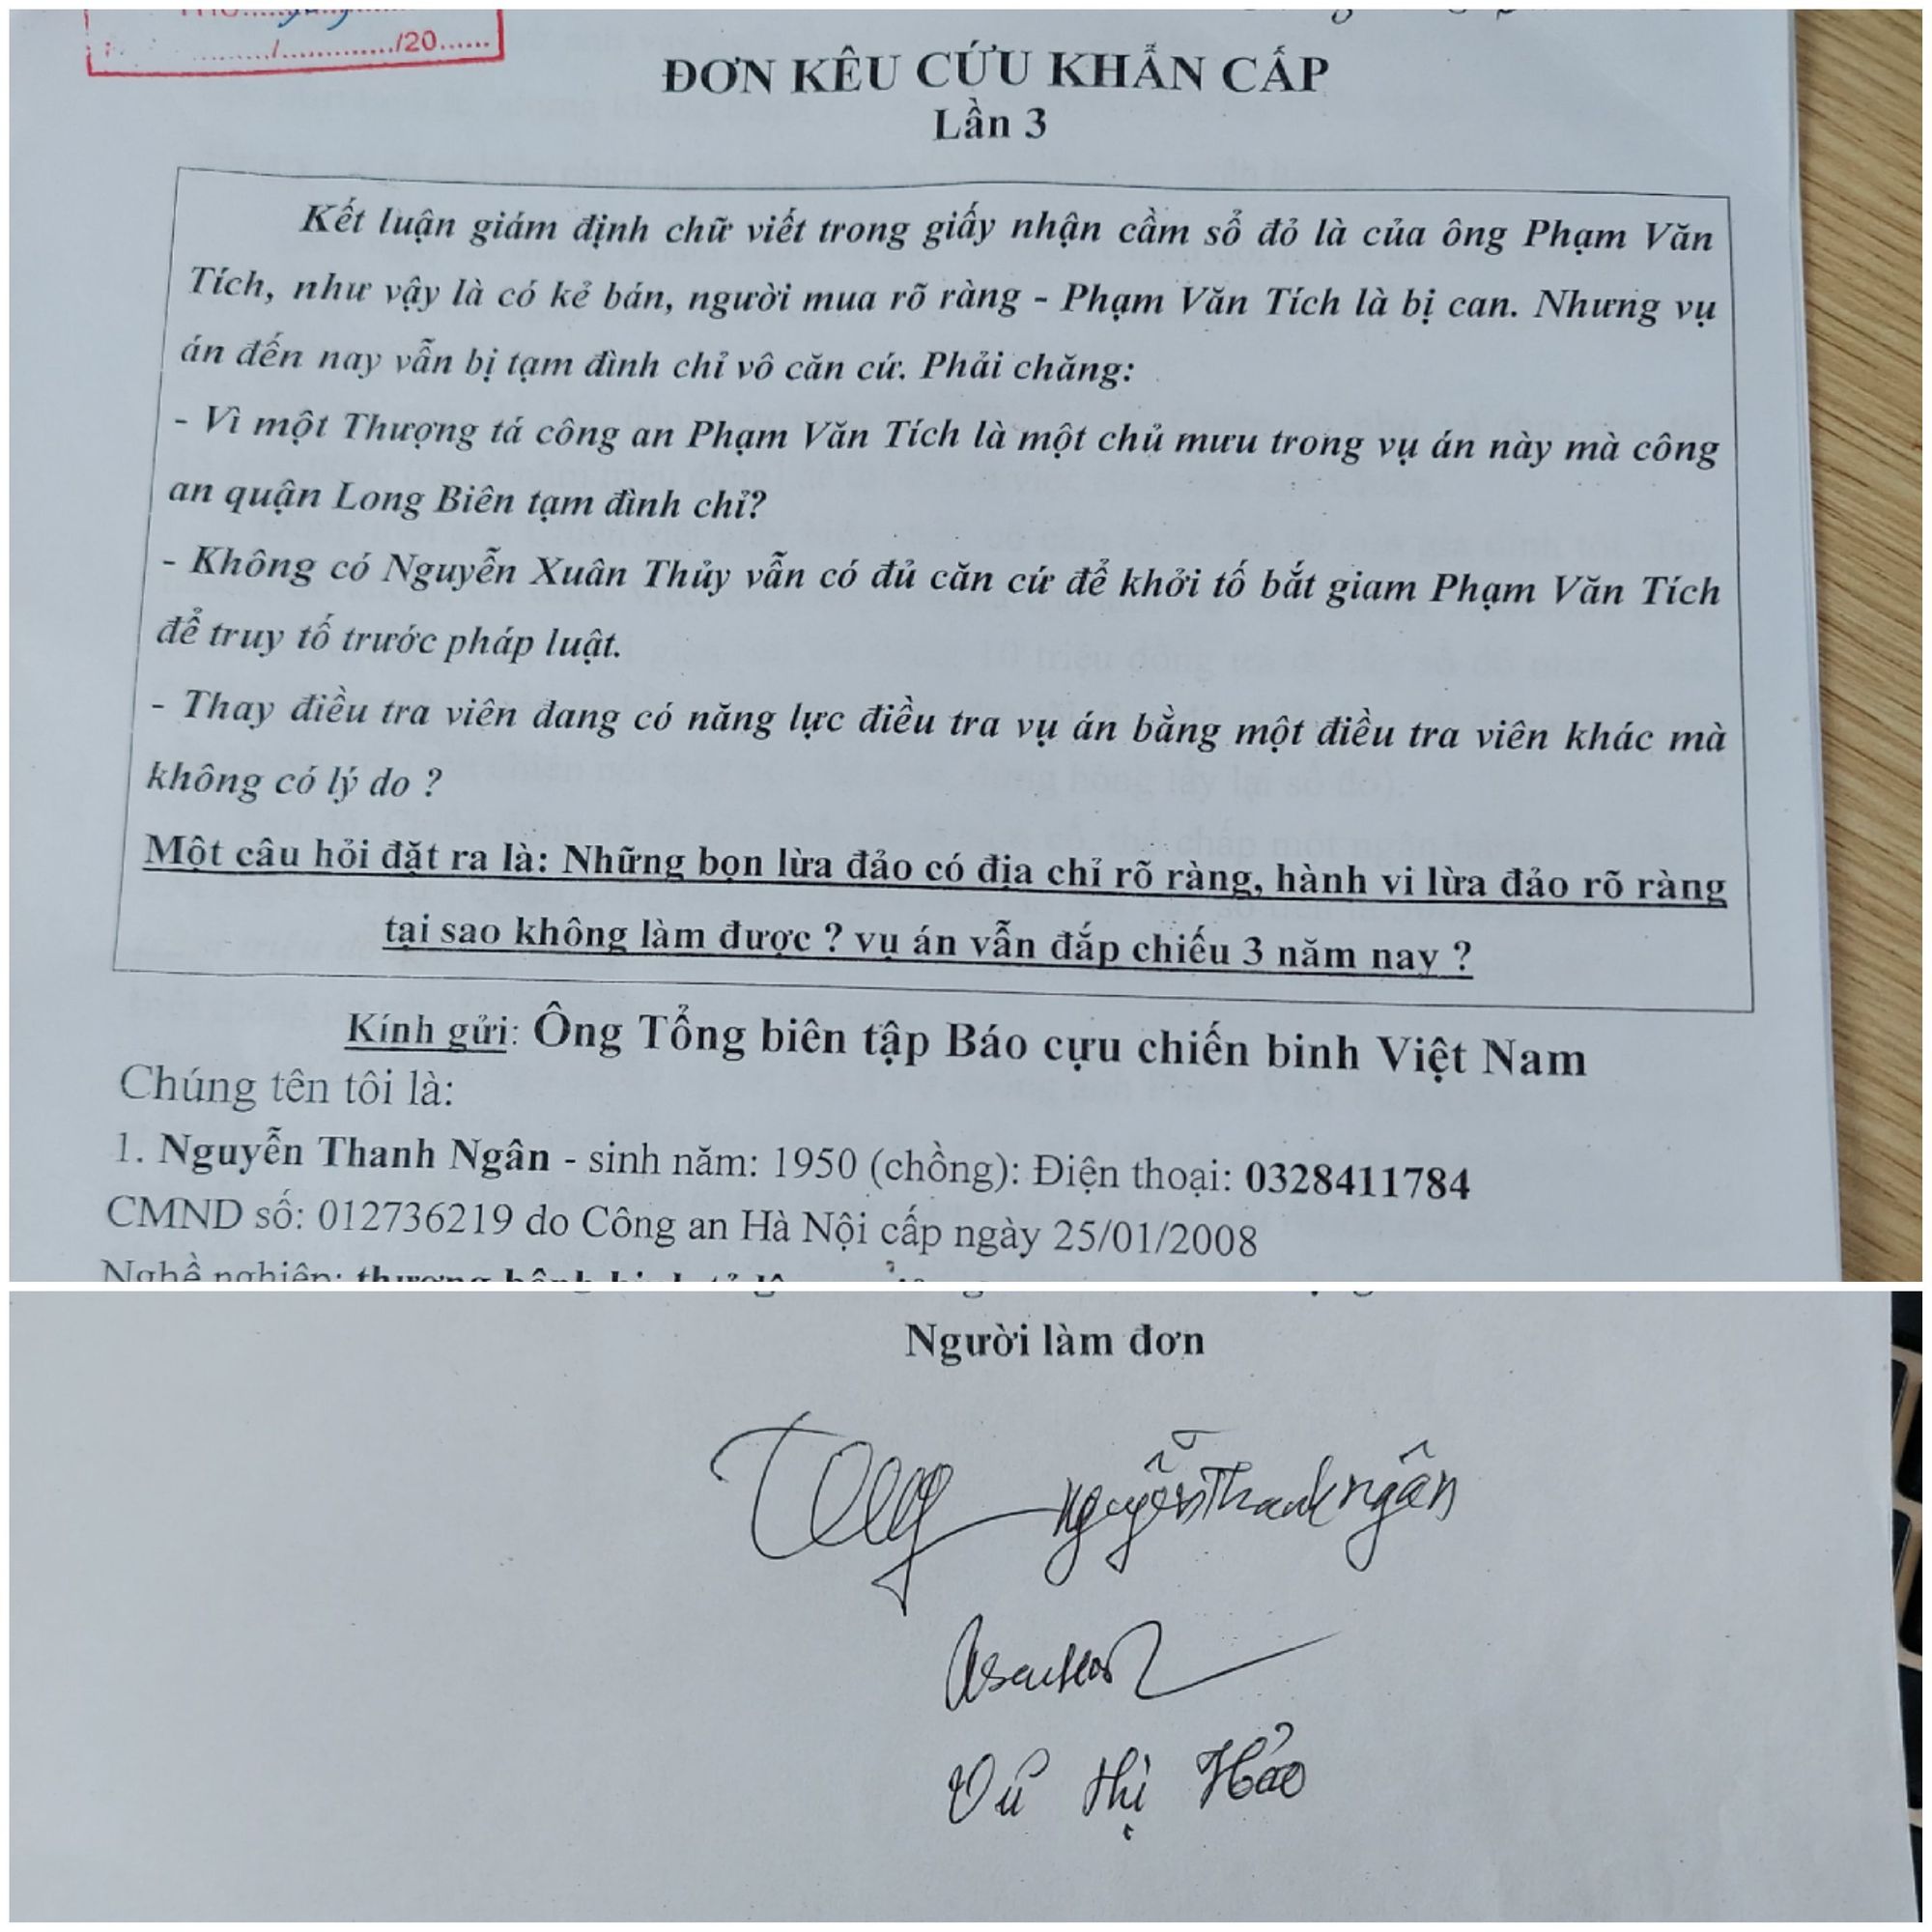 ....../............./20......
ĐƠN KÊU CỨU KHẨN CẤP
Lần 3
Kết luận giám định chữ viết trong giấy nhận cầm sổ đỏ là của ông Phạm Văn
Tích, như vậy là có kẻ bán, người mua rõ ràng - Phạm Văn Tích là bị can. Nhưng vụ
án đến nay vẫn bị tạm đình chỉ vô căn cứ. Phải chăng:
- Vì một Thượng tá công an Phạm Văn Tích là một chủ mưu trong vụ án này mà công
an quận Long Biên tạm đình chỉ?
- Không có Nguyễn Xuân Thủy vẫn có đủ căn cứ để khởi tố bắt giam Phạm Văn Tích
để truy tố trước pháp luật.
- Thay điều tra viên đang có năng lực điều tra vụ án bằng một điều tra viên khác mà
không có lý do ?
Một câu hỏi đặt ra là: Những bọn lừa đảo có địa chỉ rõ ràng, hành vi lừa đảo rõ ràng
tại sao không làm được ? vụ án vẫn đắp chiếu 3 năm nay ?
Kính gửi: Ông Tổng biên tập Báo cựu chiến binh Việt Nam
Chúng tên tôi là:
1. Nguyễn Thanh Ngân - sinh năm: 1950 (chồng): Điện thoại: 0328411784
CMND số: 012736219 do Công an Hà Nội cấp ngày 25/01/2008
Nghề nghiệp:
Người làm đơn
Nguyễn Thanh Ngân
Vũ Thị Hảo